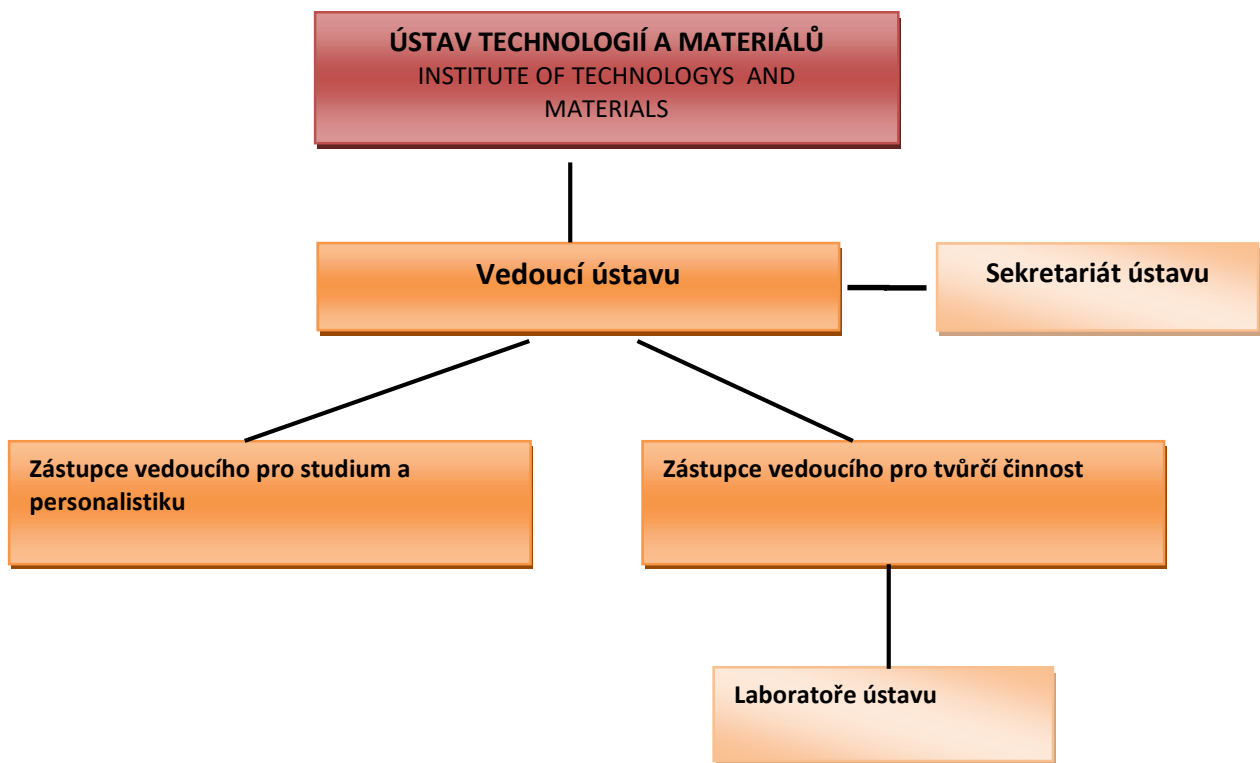 ÚSTAV TECHNOLOGIÍ A MATERIÁLŮ
INSTITUTE OF TECHNOLOGYS AND
MATERIALS
Vedoucí ústavu
Sekretariát ústavu
Zástupce vedoucího pro studium a
personalistiku
Zástupce vedoucího pro tvůrčí činnost
Laboratoře ústavu